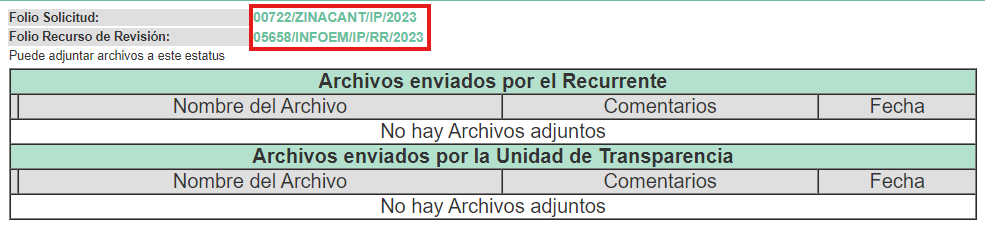 Folio Solicitud: 00722/ZINACANT/IP/2023
Folio Recurso de Revisión: 05658/INFOEM/IP/RR/2023
Puede adjuntar archivos a este estatus
Archivos enviados por el Recurrente
Nombre del Archivo Comentarios Fecha
No hay Archivos adjuntos
Archivos enviados por la Unidad de Transparencia
Nombre del Archivo Comentarios Fecha
No hay Archivos adjuntos